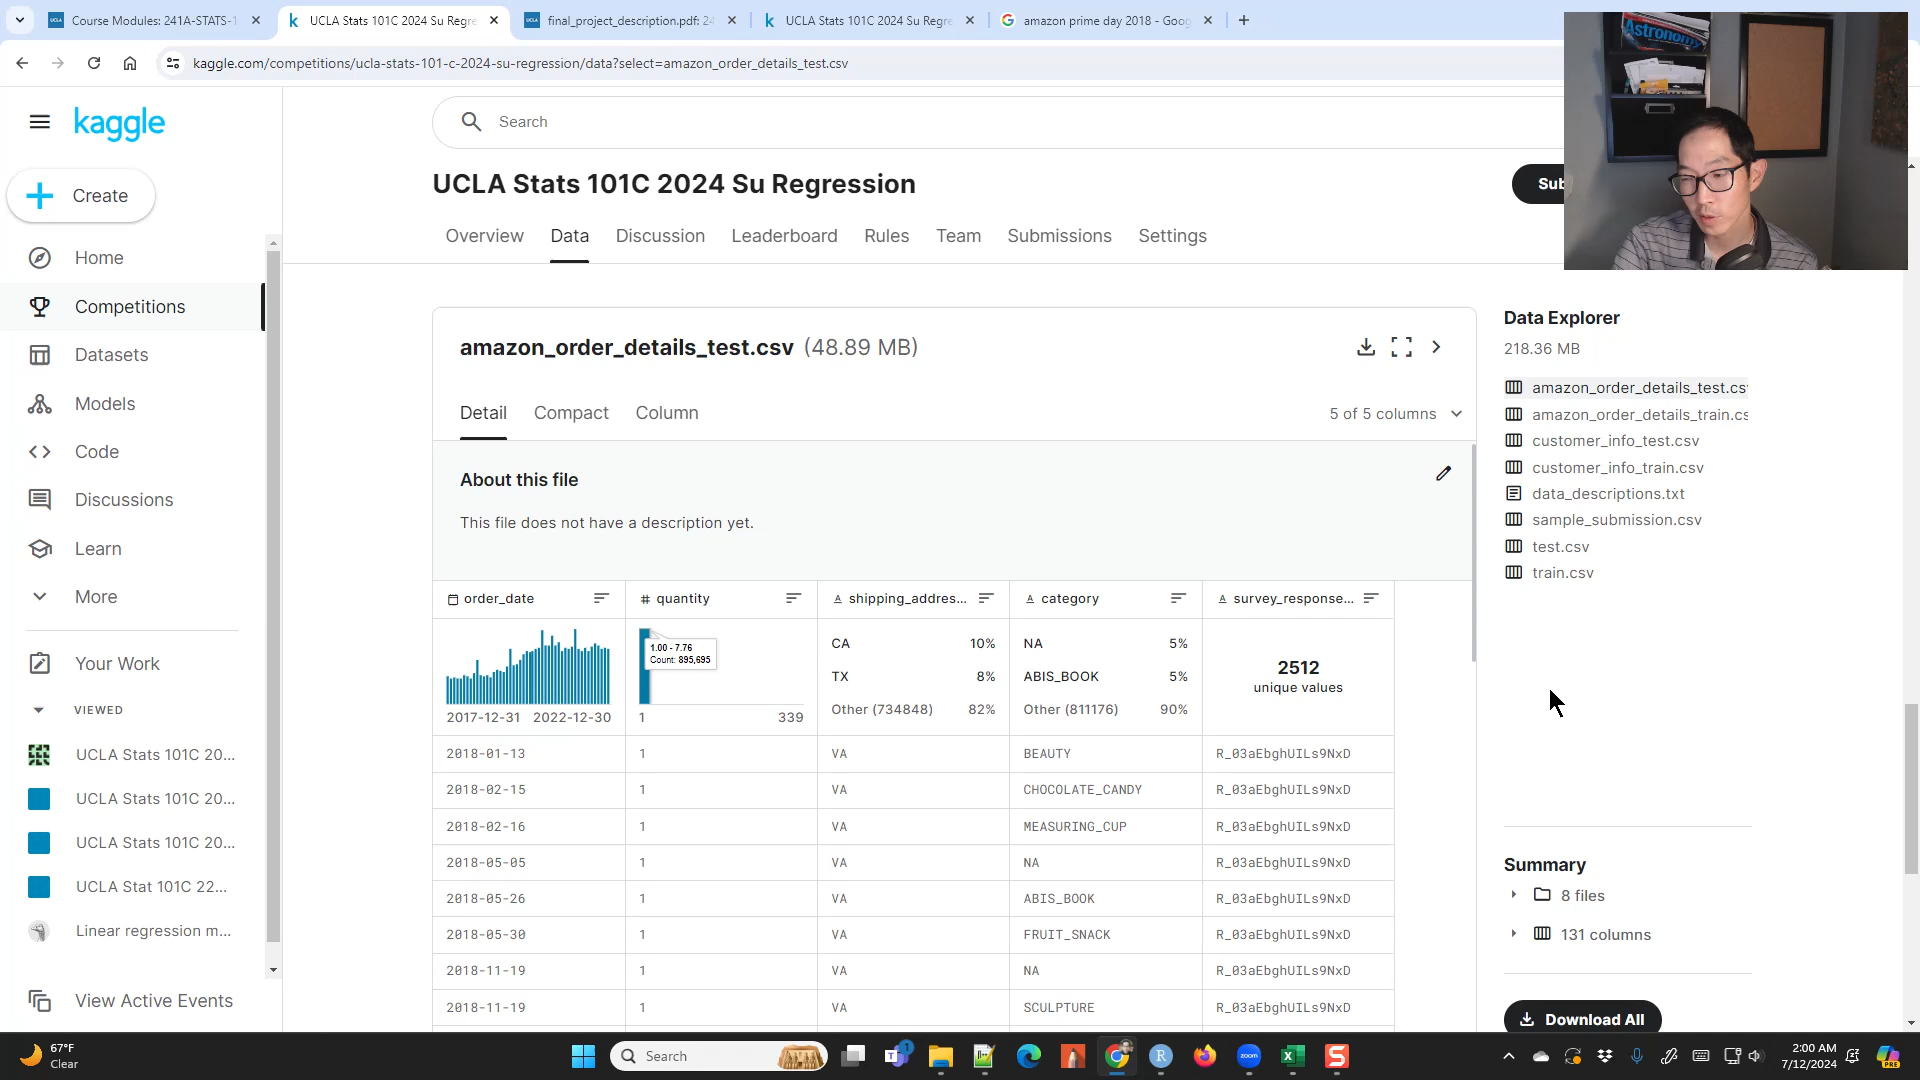 Course Modules: 241A-STATS-1
UCLA Stats 101C 2024 Su Regre
final_project_description.pdf: 24
UCLA Stats 101C 2024 Su Regre
amazon prime day 2018 - Goog
kaggle.com/competitions/ucla-stats-101-c-2024-su-regression/data?select=amazon_order_details_test.csv
kaggle
Search
Create
Home
Competitions
Datasets
Models
Code
Discussions
Learn
More
Your Work
VIEWED
UCLA Stats 101C 20...
UCLA Stats 101C 20...
UCLA Stats 101C 20...
UCLA Stat 101C 22...
Linear regression m...
View Active Events
UCLA Stats 101C 2024 Su Regression
Sub
Astronomy
Overview
Data
Discussion
Leaderboard
Rules
Team
Submissions
Settings
amazon_order_details_test.csv (48.89 MB)
Detail
Compact
Column
5 of 5 columns
About this file
This file does not have a description yet.
order_date
# quantity
A shipping_addres...
A category
A survey_response...
1.00 - 7.76
Count: 895,695
CA 10%
TX 8%
Other (734848) 82%
NA 5%
ABIS_BOOK 5%
Other (811176) 90%
2512
unique values
2017-12-31 2022-12-30
1 339
2018-01-13 1 VA BEAUTY R_03aEbghUILs9NxD
2018-02-15 1 VA CHOCOLATE_CANDY R_03aEbghUILs9NxD
2018-02-16 1 VA MEASURING_CUP R_03aEbghUILs9NxD
2018-05-05 1 VA NA R_03aEbghUILs9NxD
2018-05-26 1 VA ABIS_BOOK R_03aEbghUILs9NxD
2018-05-30 1 VA FRUIT_SNACK R_03aEbghUILs9NxD
2018-11-19 1 VA NA R_03aEbghUILs9NxD
2018-11-19 1 VA SCULPTURE R_03aEbghUILs9NxD
Data Explorer
218.36 MB
amazon_order_details_test.csv
amazon_order_details_train.cs
customer_info_test.csv
customer_info_train.csv
data_descriptions.txt
sample_submission.csv
test.csv
train.csv
Summary
8 files
131 columns
Download All
67°F
Clear
Search
zoom
2:00 AM
7/12/2024